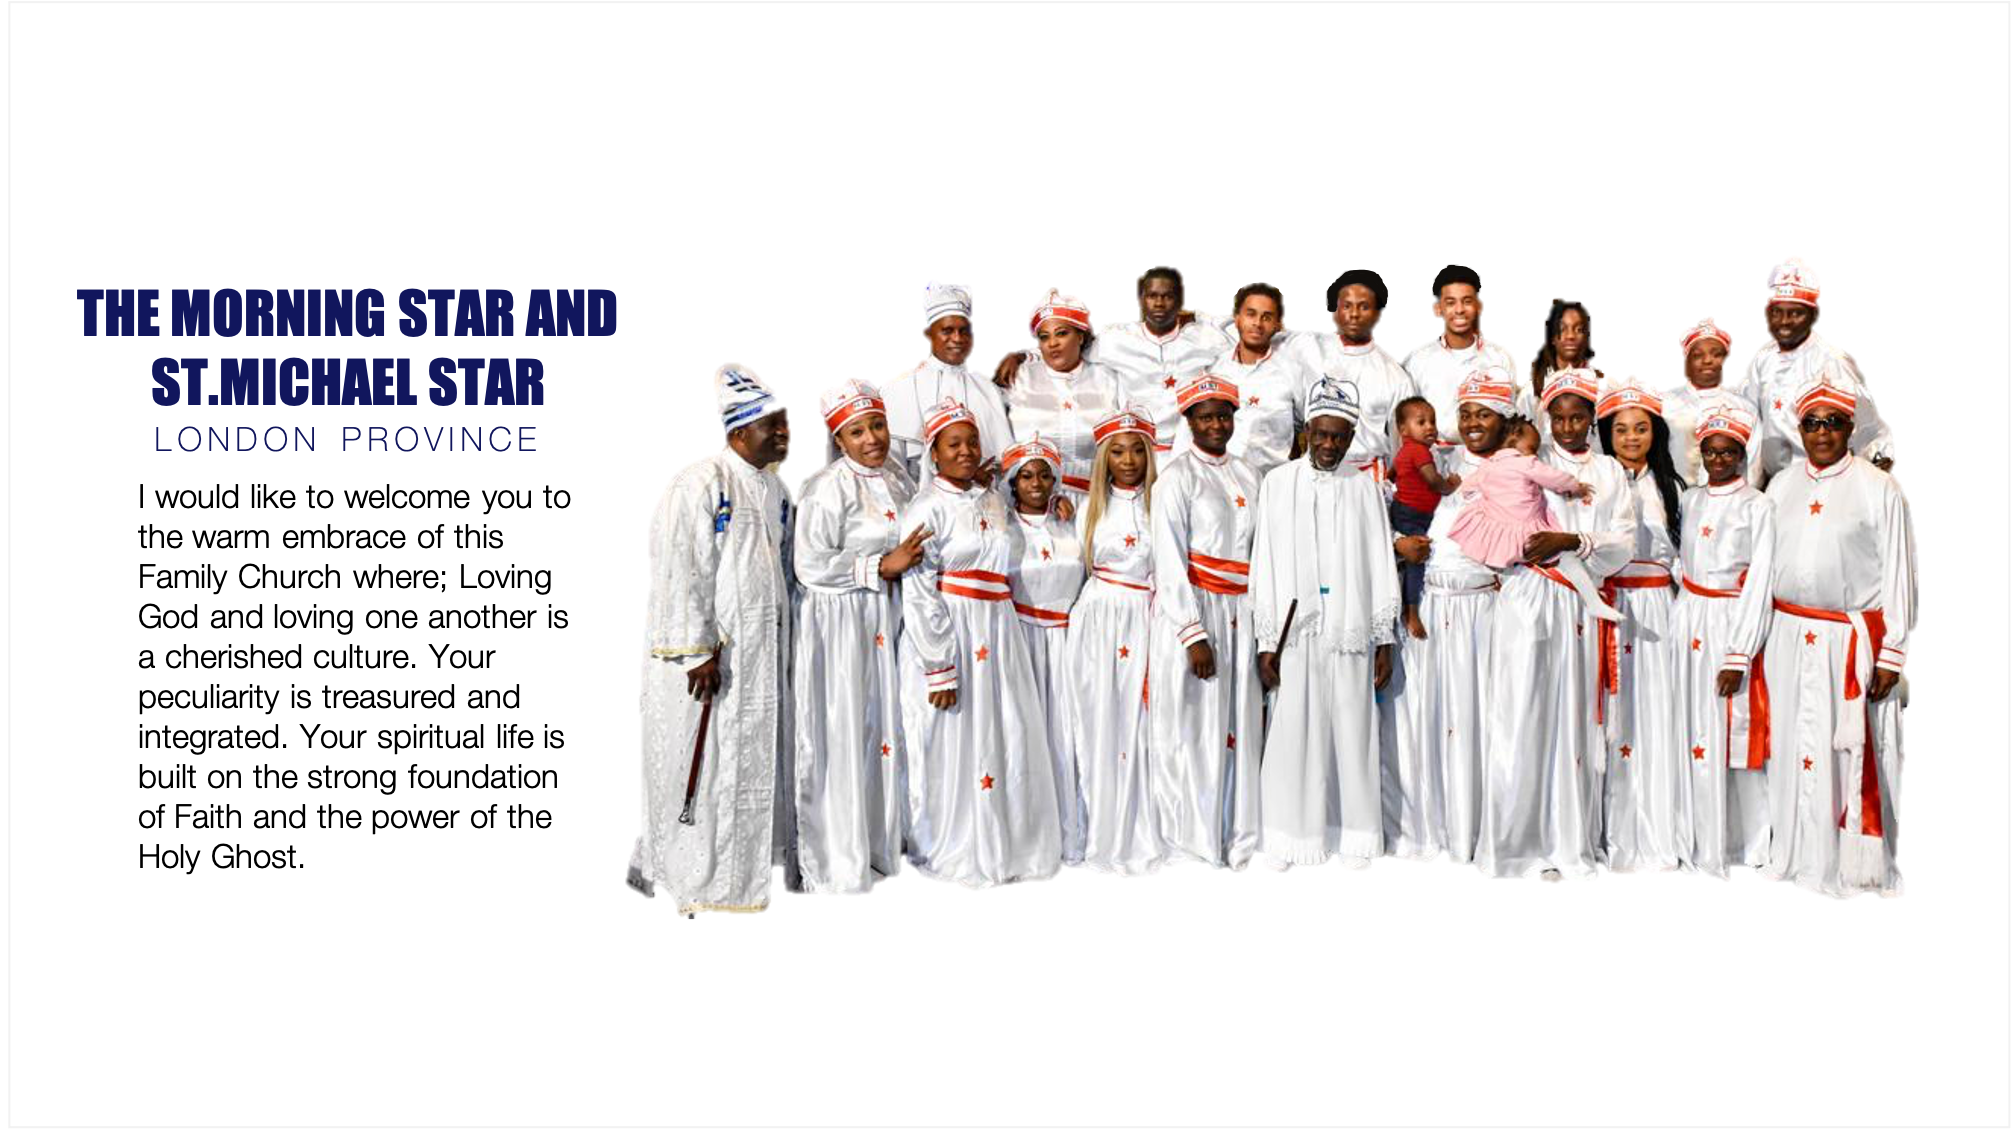 THE MORNING STAR AND
ST.MICHAEL STAR
LONDON PROVINCE
I would like to welcome you to
the warm embrace of this
Family Church where; Loving
God and loving one another is
a cherished culture. Your
peculiarity is treasured and
integrated. Your spiritual life is
built on the strong foundation
of Faith and the power of the
Holy Ghost.